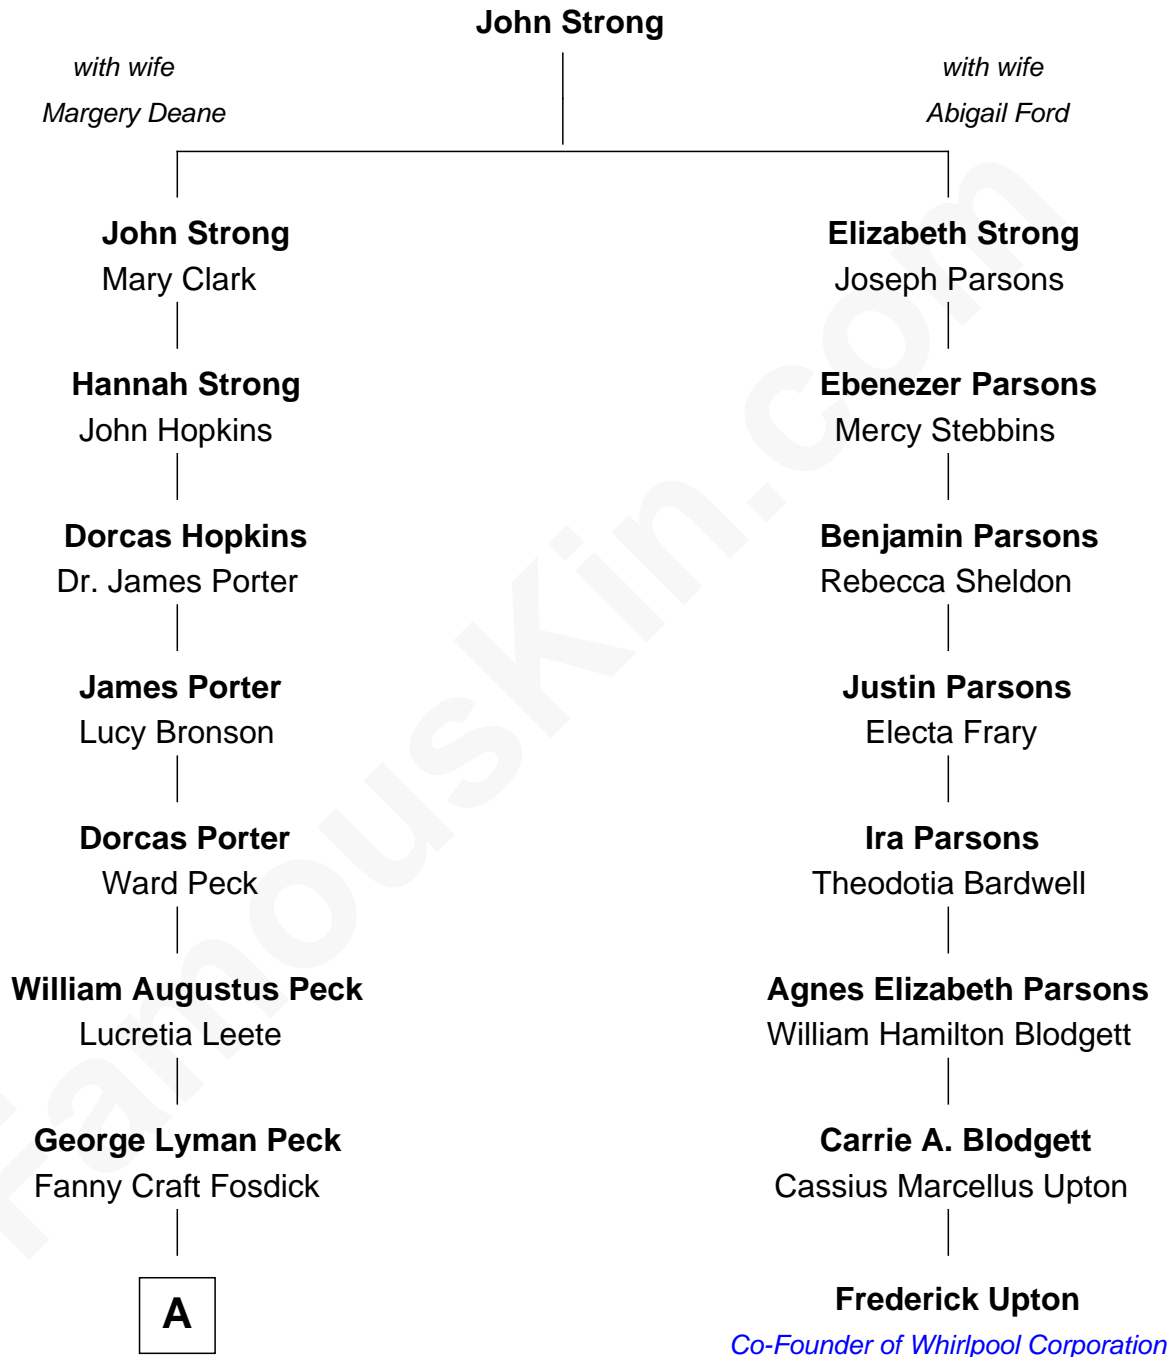 John Strong
with wife
Margery Deane
with wife
Abigail Ford
John Strong
Mary Clark
Elizabeth Strong
Joseph Parsons
Hannah Strong
John Hopkins
Ebenezer Parsons
Mercy Stebbins
Dorcas Hopkins
Dr. James Porter
Benjamin Parsons
Rebecca Sheldon
James Porter
Lucy Bronson
Justin Parsons
Electa Frary
Dorcas Porter
Ward Peck
Ira Parsons
Theodotia Bardwell
William Augustus Peck
Lucretia Leete
Agnes Elizabeth Parsons
William Hamilton Blodgett
George Lyman Peck
Fanny Craft Fosdick
Carrie A. Blodgett
Cassius Marcellus Upton
A
Frederick Upton
Co-Founder of Whirlpool Corporation
FamousKin.com